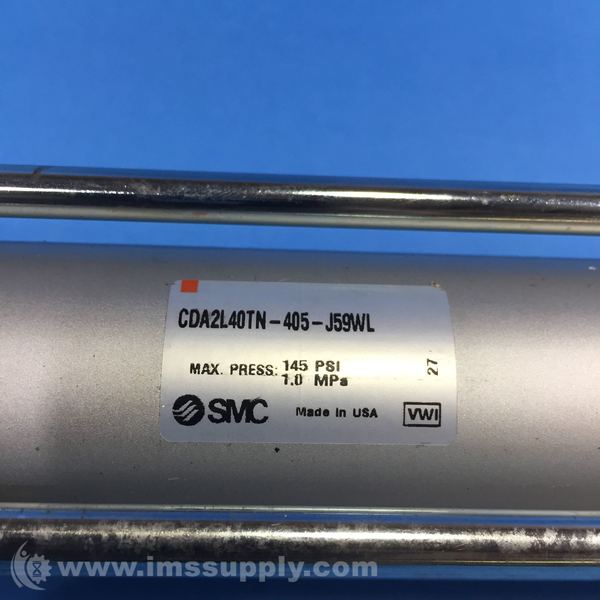 CDA2L40TN-405-J59WL
MAX. PRESS: 145 PSI
1.0 MPa
27
SMC Made in USA VWI
www.imssupply.com